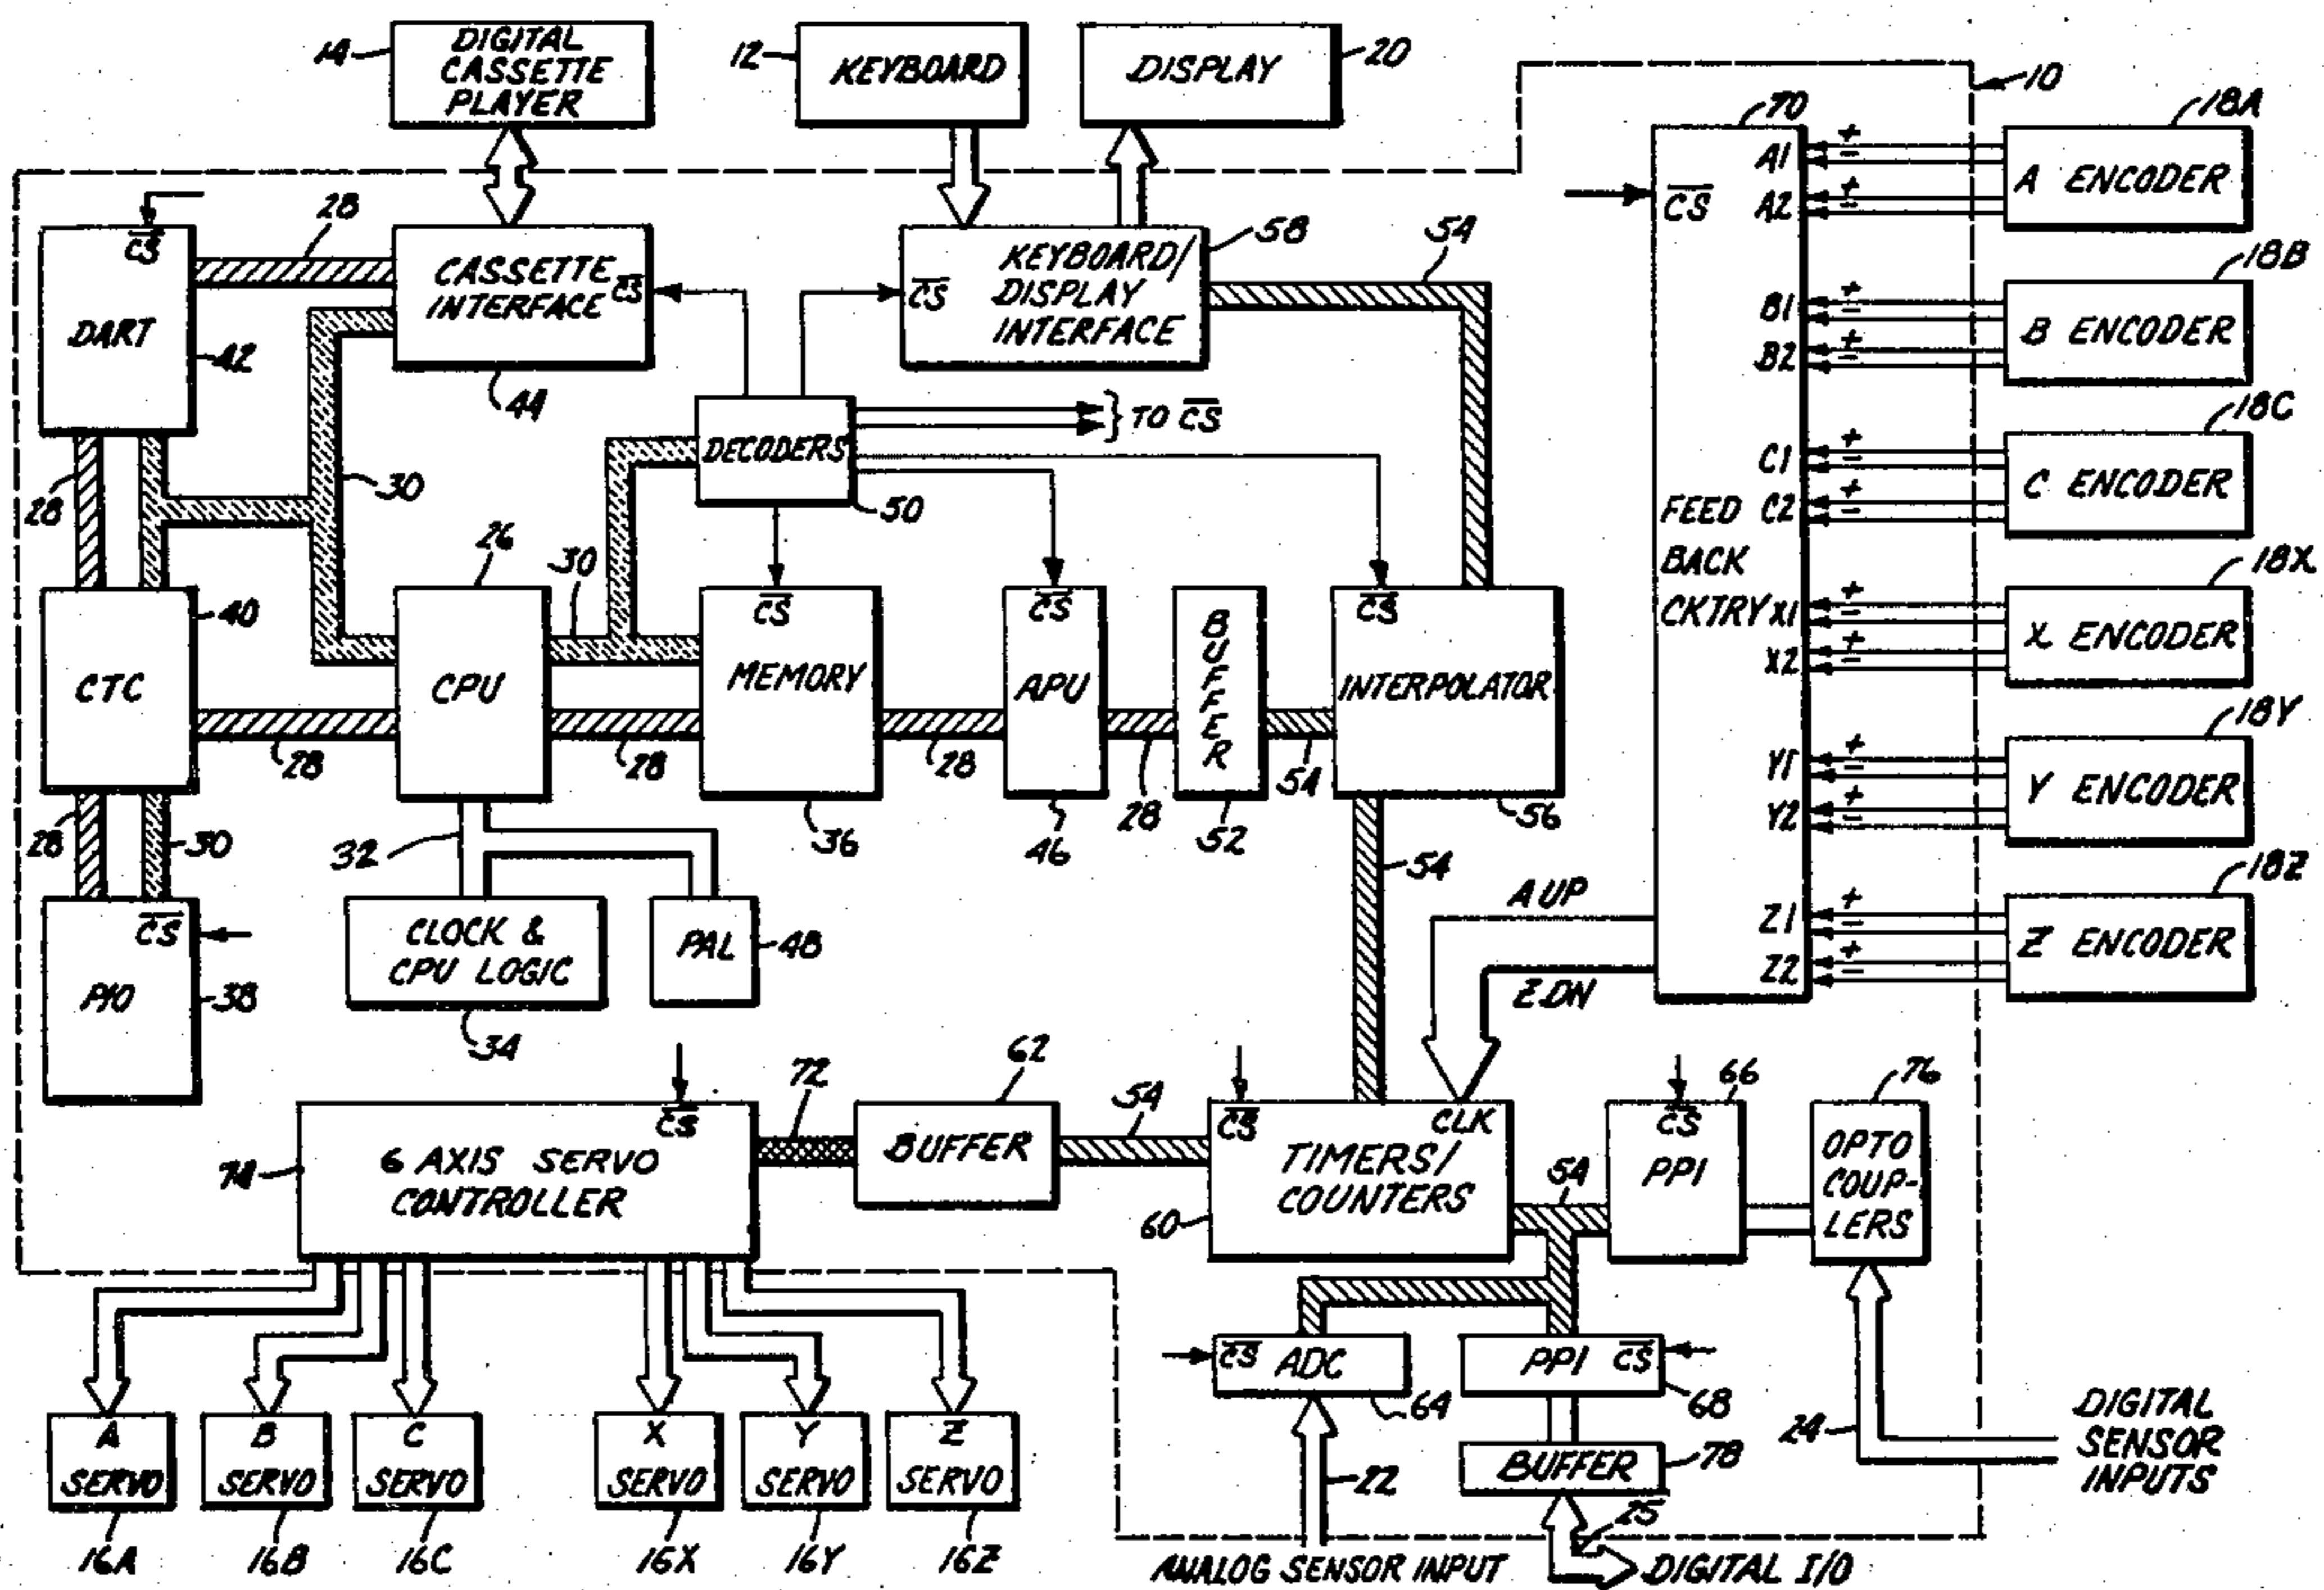 14
DIGITAL
CASSETTE
PLAYER
12
KEYBOARD
DISPLAY
20
10
70
18A
A1
A2
+
-
+
-
A ENCODER
CS
28
CS
DART
42
CASSETTE
INTERFACE
CS
44
KEYBOARD/
DISPLAY
INTERFACE
CS
58
54
18B
B1
B2
+
-
+
-
B ENCODER
DECODERS
50
} TO CS
30
28
18C
C1
C2
+
-
+
-
C ENCODER
FEED
BACK
CKTRY
26
30
40
CTC
CPU
CS
MEMORY
CS
APU
BUFFER
CS
INTERPOLATOR
18X
X1
X2
+
-
+
-
X ENCODER
28
28
28
28
54
36
46
52
56
18Y
Y1
Y2
+
-
+
-
Y ENCODER
28
30
32
54
A UP
Z DN
18Z
Z1
Z2
+
-
+
-
Z ENCODER
CS
PIO
38
CLOCK &
CPU LOGIC
34
PAL
48
74
CS
6 AXIS SERVO
CONTROLLER
72
62
BUFFER
54
CS
CLK
TIMERS/
COUNTERS
60
54
66
CS
PPI
76
OPTO
COUP-
LERS
CS ADC
64
PPI CS
68
BUFFER
78
22
25
24
DIGITAL
SENSOR
INPUTS
A
SERVO
B
SERVO
C
SERVO
X
SERVO
Y
SERVO
Z
SERVO
16A
16B
16C
16X
16Y
16Z
ANALOG SENSOR INPUT
DIGITAL I/O